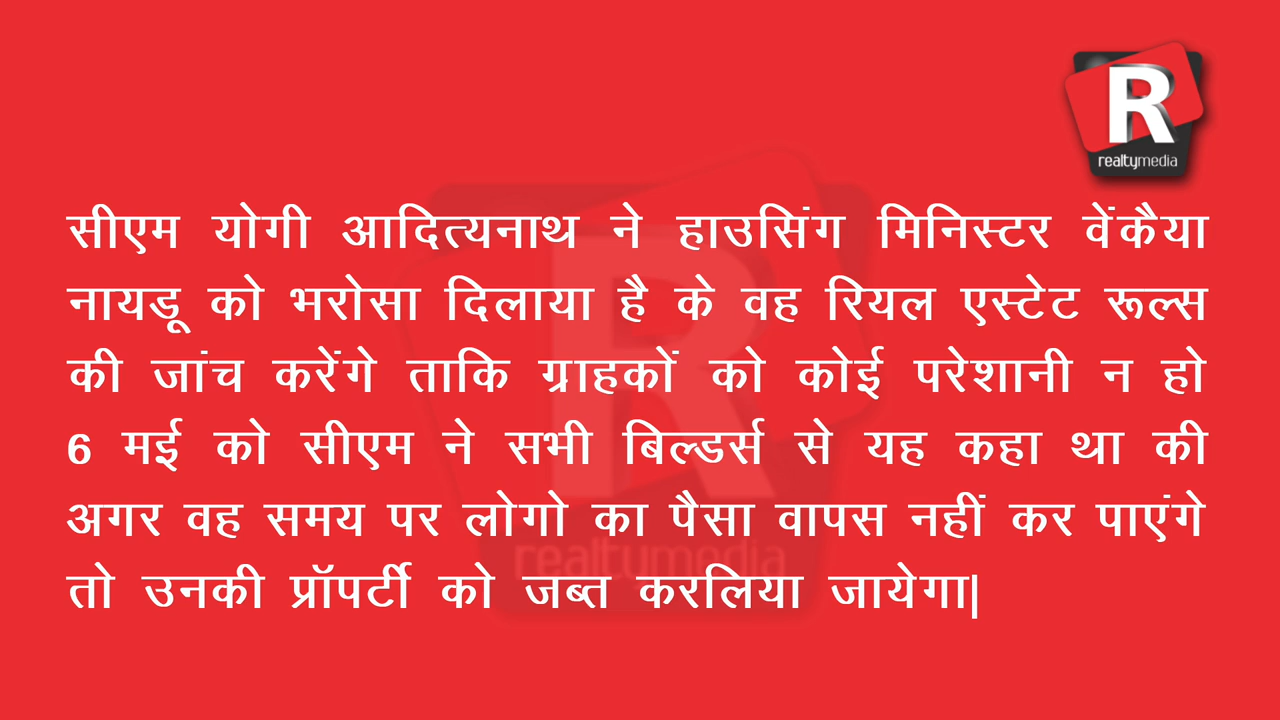 R
realtymedia
सीएम योगी आदित्यनाथ ने हाउसिंग मिनिस्टर वेंकैया
नायडू को भरोसा दिलाया है के वह रियल एस्टेट रूल्स
की जांच करेंगे ताकि ग्राहकों को कोई परेशानी न हो
6 मई को सीएम ने सभी बिल्डर्स से यह कहा था की
अगर वह समय पर लोगो का पैसा वापस नहीं कर पाएंगे
तो उनकी प्रॉपर्टी को जब्त करलिया जायेगा|
R
realtymedia